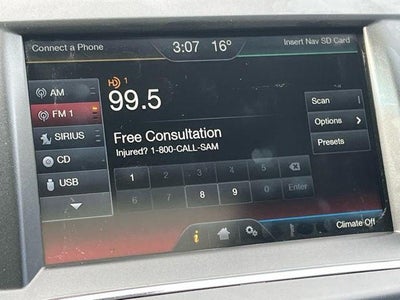 Connect a Phone
3:07 16°
Insert Nav SD Card
AM
HD 1
99.5
Scan
FM 1
Options >
SIRIUS
Free Consultation
Injured? 1-800-CALL-SAM
Presets
CD
1 2 3 4 5
USB
6 7 8 9 0 Enter
i
Climate Off